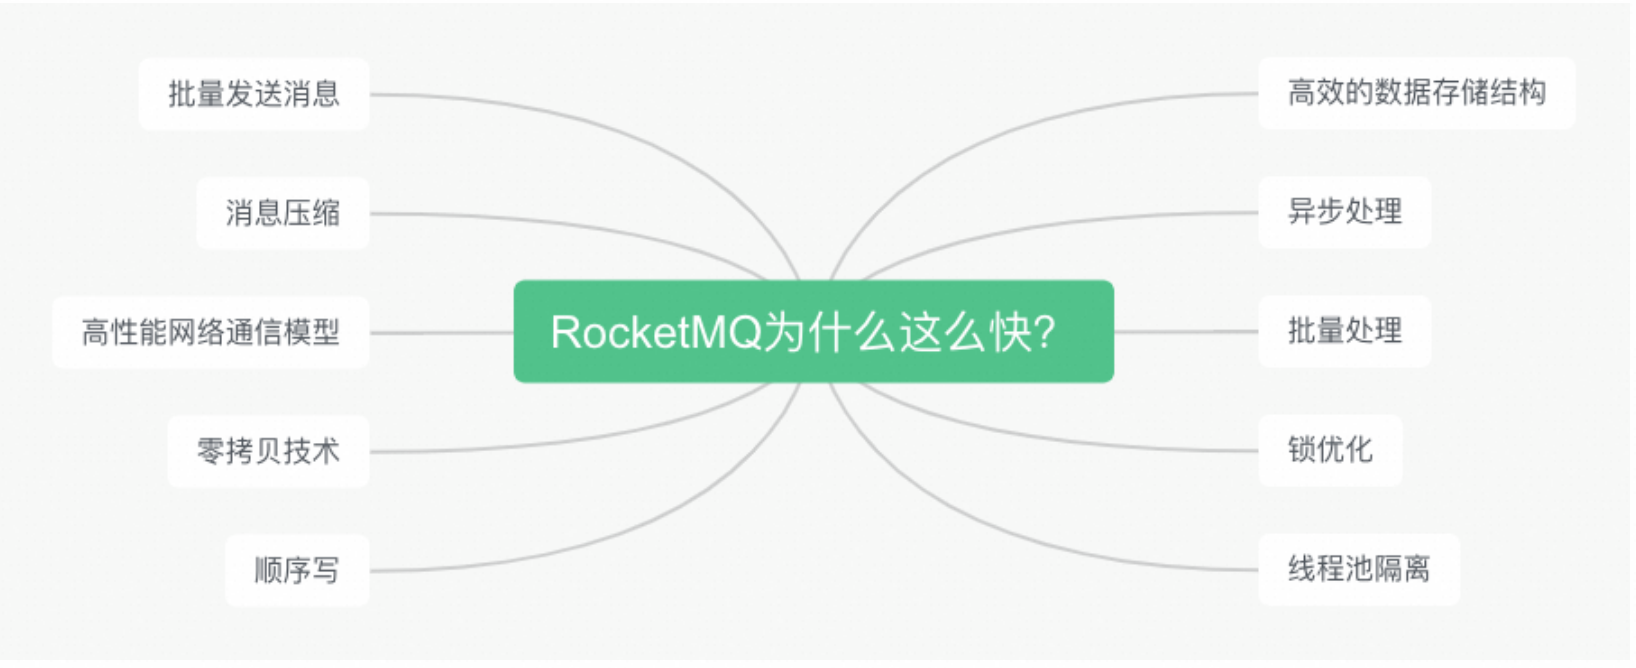 批量发送消息
消息压缩
高性能网络通信模型
零拷贝技术
顺序写
RocketMQ为什么这么快?
高效的数据存储结构
异步处理
批量处理
锁优化
线程池隔离